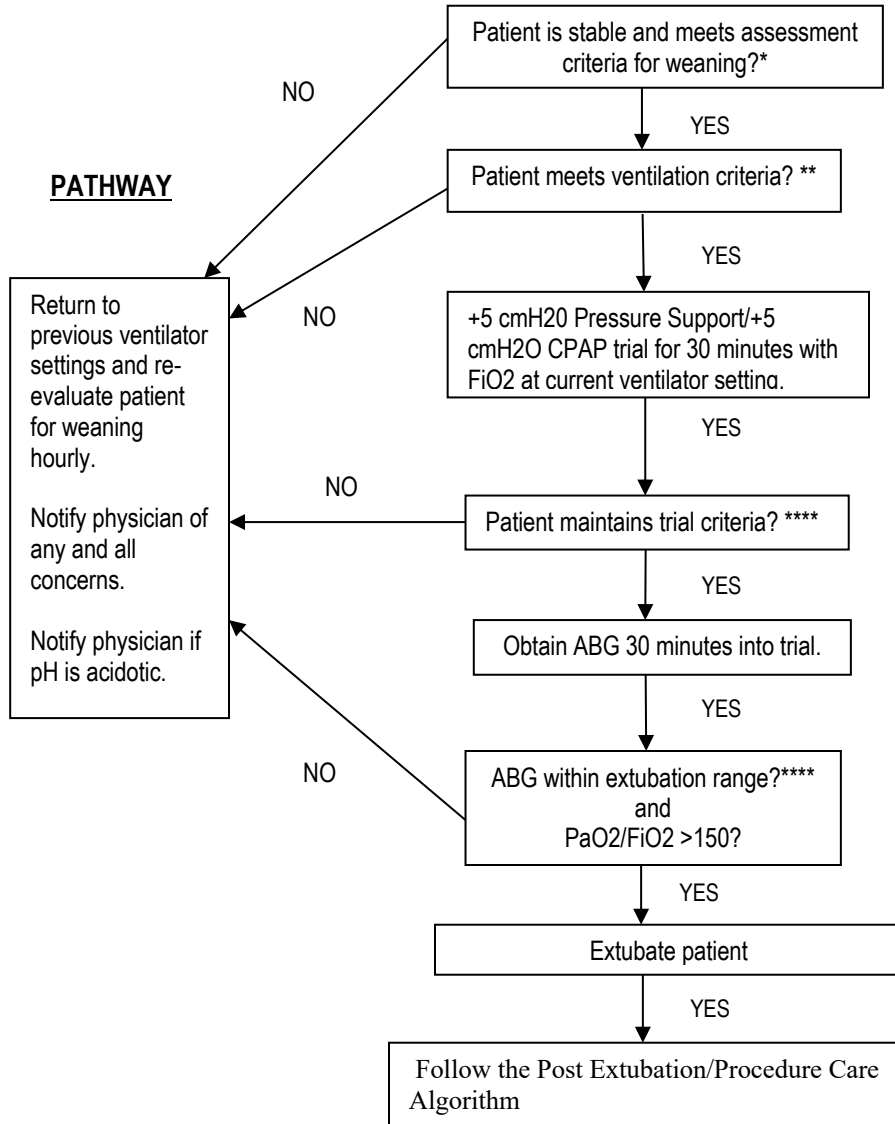 Patient is stable and meets assessment
criteria for weaning?*
NO
YES
PATHWAY
Patient meets ventilation criteria? **
YES
NO
Return to
previous ventilator
settings and re-
evaluate patient
for weaning
hourly.
Notify physician of
any and all
concerns.
Notify physician if
pH is acidotic.
+5 cmH20 Pressure Support/+5
cmH2O CPAP trial for 30 minutes with
FiO2 at current ventilator setting.
YES
NO
Patient maintains trial criteria? ****
YES
Obtain ABG 30 minutes into trial.
YES
NO
ABG within extubation range?****
and
PaO2/FiO2 >150?
YES
Extubate patient
YES
Follow the Post Extubation/Procedure Care
Algorithm